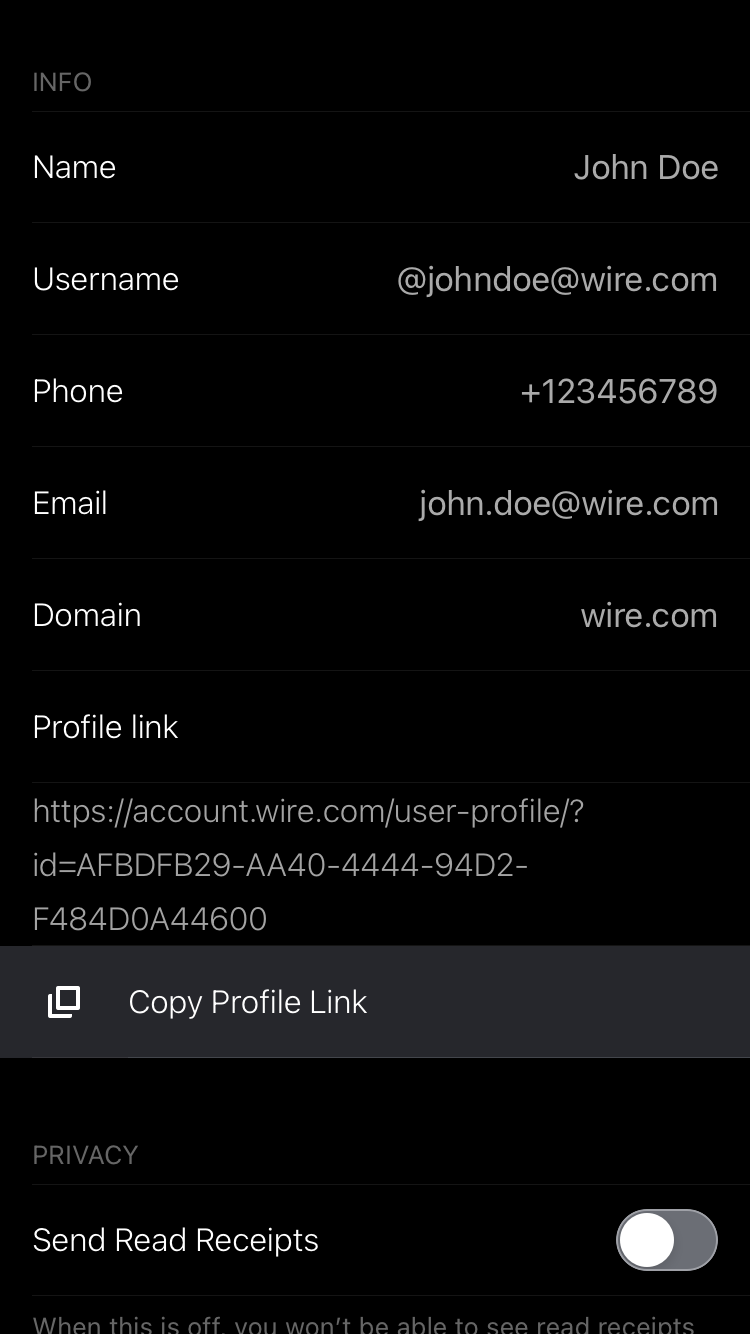 INFO
Name John Doe
Username @johndoe@wire.com
Phone +123456789
Email john.doe@wire.com
Domain wire.com
Profile link
https://account.wire.com/user-profile/?
id=AFBDFB29-AA40-4444-94D2-
F484D0A44600
Copy Profile Link
PRIVACY
Send Read Receipts
When this is off, you won’t be able to see read receipts